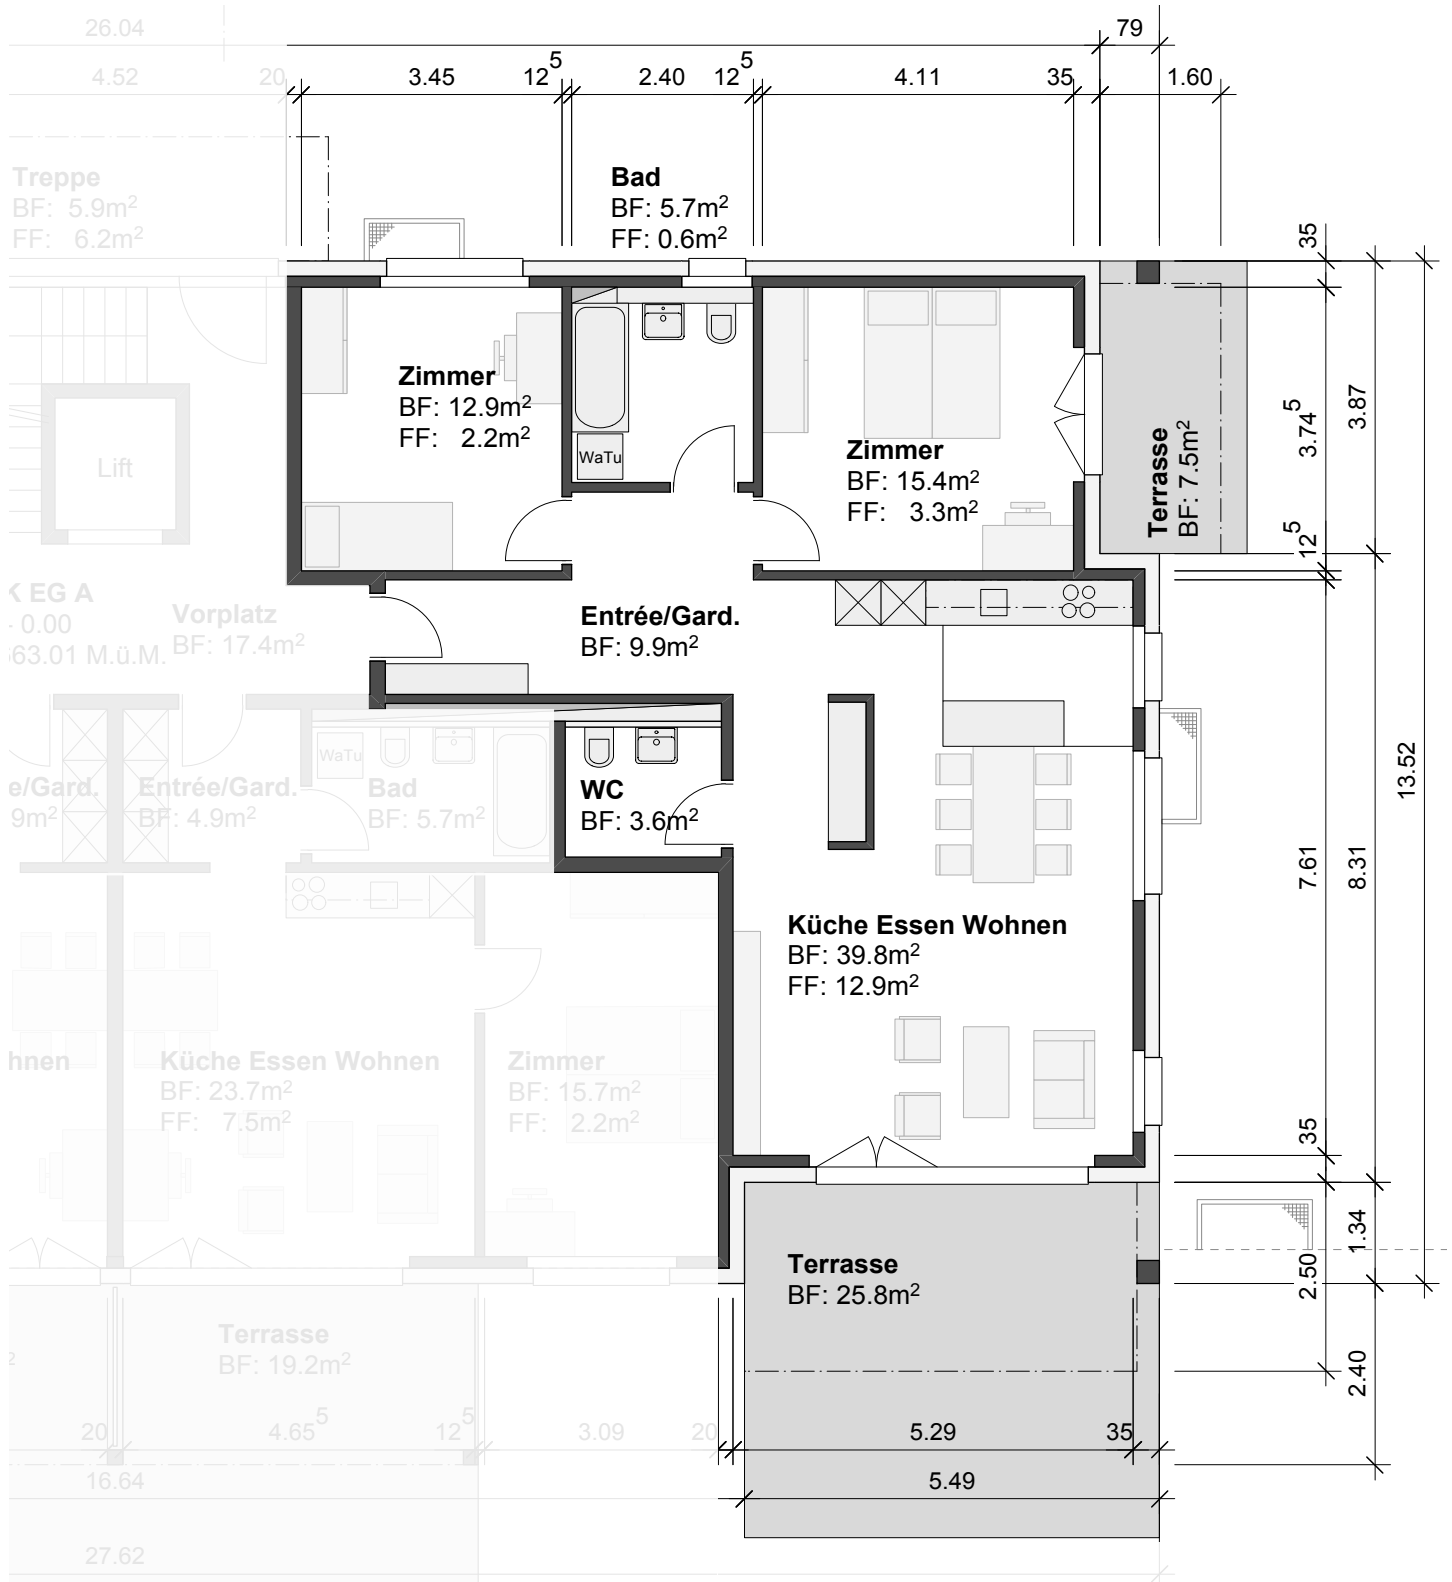 26.04
79
4.52
20
3.45
12⁵
2.40
12⁵
4.11
35
1.60
Treppe
BF: 5.9m²
FF: 6.2m²
Bad
BF: 5.7m²
FF: 0.6m²
35
Zimmer
BF: 12.9m²
FF: 2.2m²
WaTu
Zimmer
BF: 15.4m²
FF: 3.3m²
Lift
Terrasse
BF: 7.5m²
3.74⁵
3.87
12⁵
K EG A
- 0.00
563.01 M.ü.M.
Vorplatz
BF: 17.4m²
Entrée/Gard.
BF: 9.9m²
13.52
WaTu
e/Gard.
9m²
Entrée/Gard.
BF: 4.9m²
Bad
BF: 5.7m²
WC
BF: 3.6m²
7.61
8.31
Küche Essen Wohnen
BF: 39.8m²
FF: 12.9m²
hnen
Küche Essen Wohnen
BF: 23.7m²
FF: 7.5m²
Zimmer
BF: 15.7m²
FF: 2.2m²
35
1.34
2.50
Terrasse
BF: 25.8m²
Terrasse
BF: 19.2m²
2
2.40
20
4.65⁵
12⁵
3.09
20
5.29
35
16.64
5.49
27.62